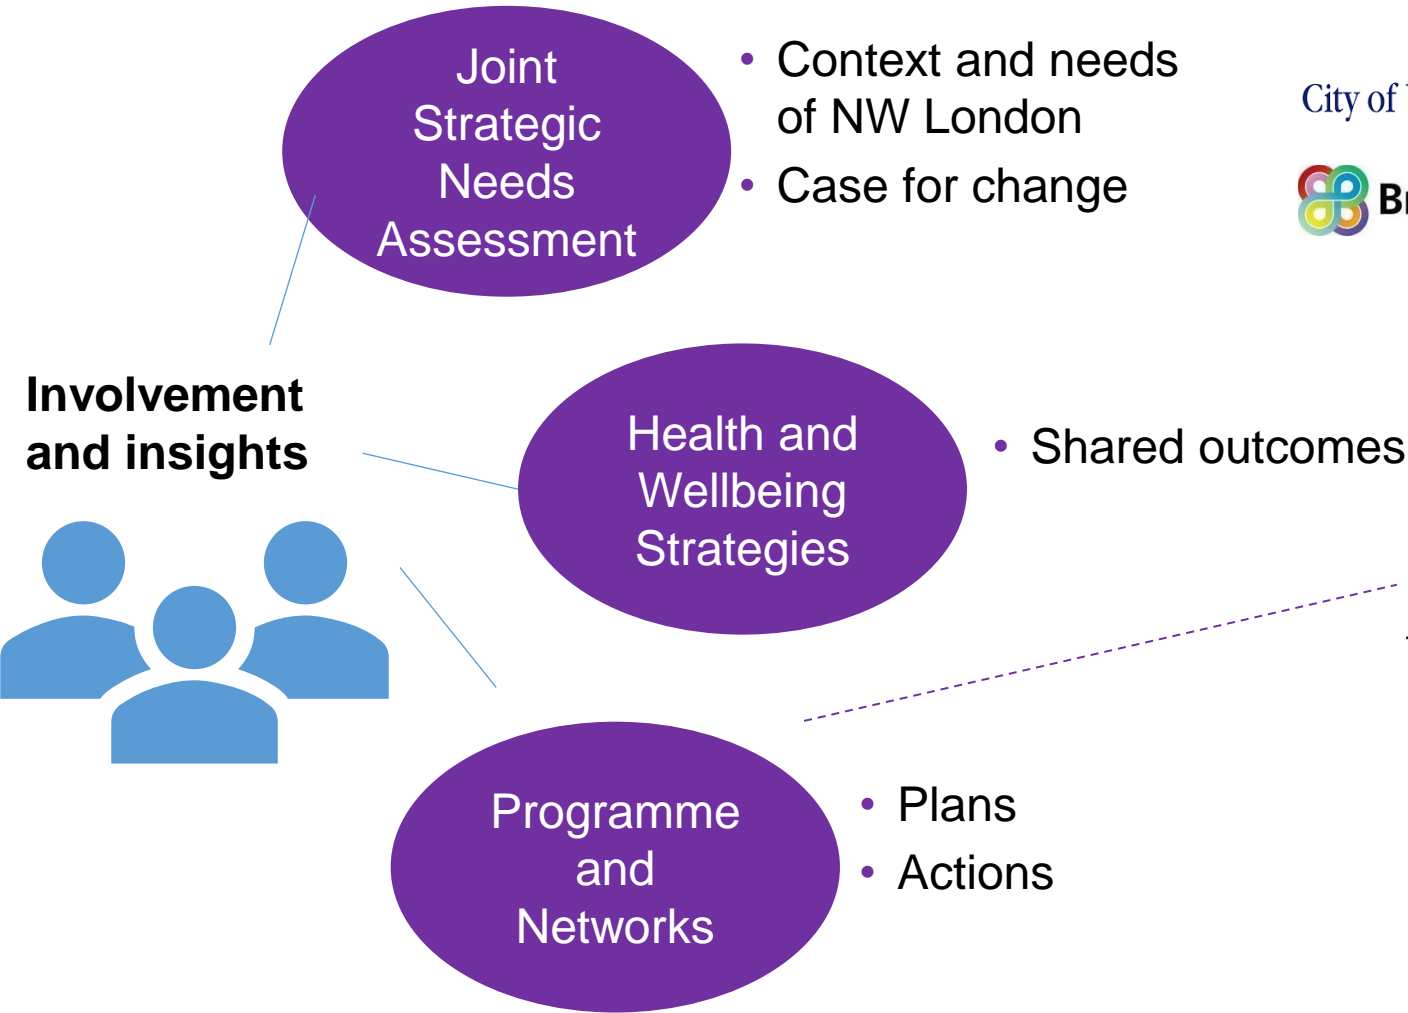 Joint
Strategic
Needs
Assessment
• Context and needs
of NW London
• Case for change
City of
Involvement
and insights
Health and
Wellbeing
Strategies
• Shared outcomes
Programme
and
Networks
• Plans
• Actions